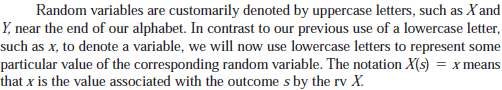 Random variables are customarily denoted by uppercase letters, such as X and
Y, near the end of our alphabet. In contrast to our previous use of a lowercase letter,
such as x, to denote a variable, we will now use lowercase letters to represent some
particular value of the corresponding random variable. The notation X(s) = x means
that x is the value associated with the outcome s by the rv X.